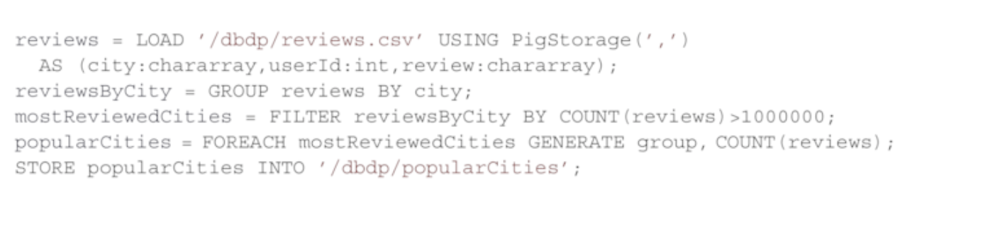 reviews = LOAD '/dbdp/reviews.csv' USING PigStorage(',')
AS (city:chararray,userId:int,review:chararray);
reviewsByCity = GROUP reviews BY city;
mostReviewedCities = FILTER reviewsByCity BY COUNT(reviews)>1000000;
popularCities = FOREACH mostReviewedCities GENERATE group, COUNT(reviews);
STORE popularCities INTO '/dbdp/popularCities';